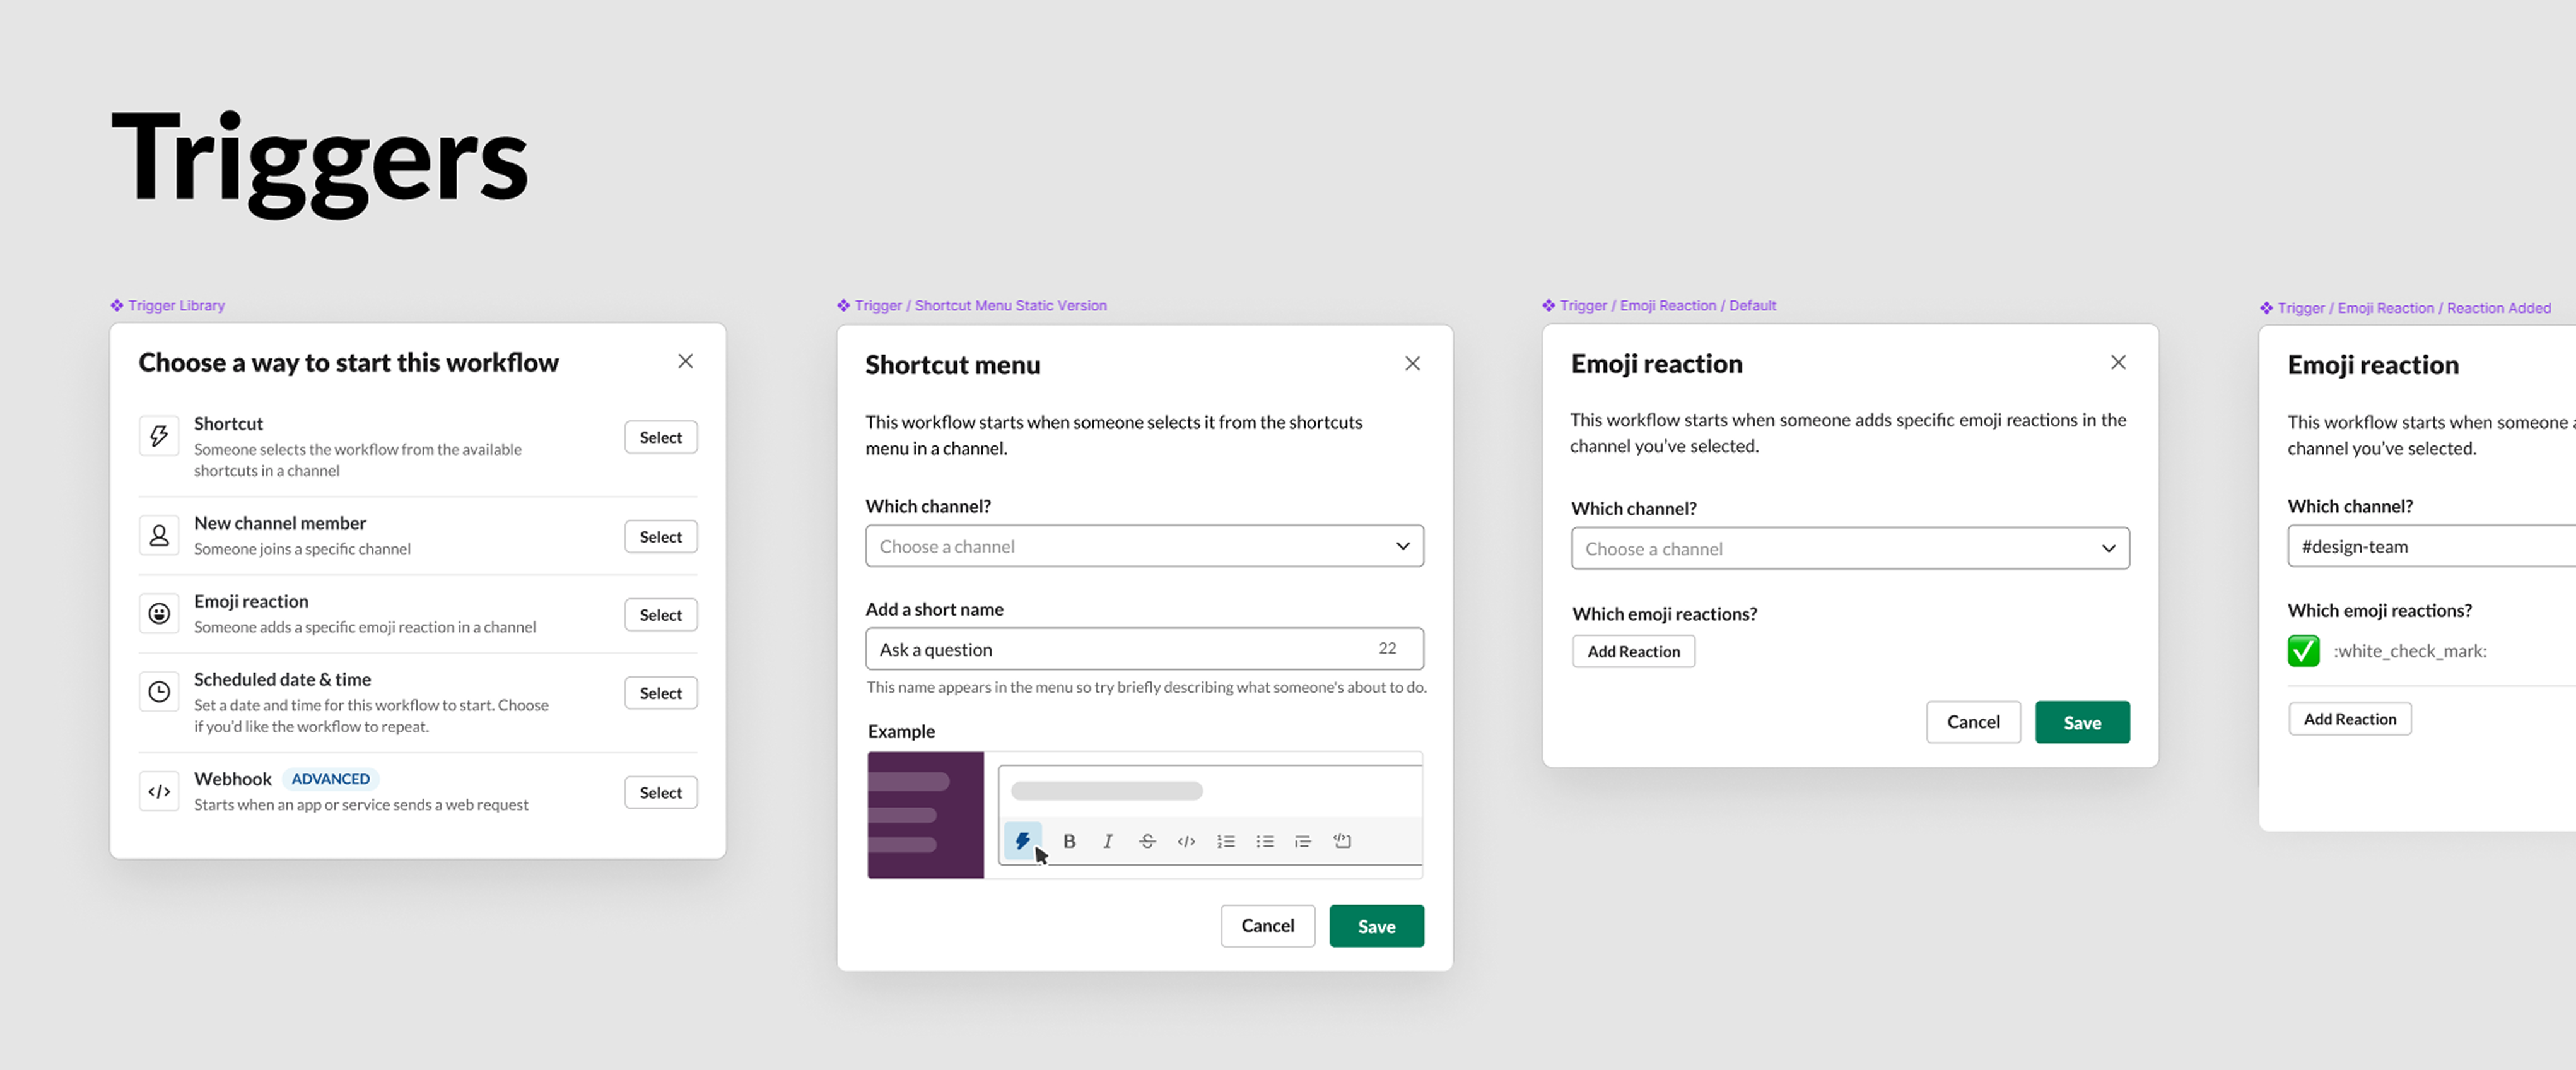 Triggers
Trigger Library
Choose a way to start this workflow
Shortcut
Someone selects the workflow from the available
shortcuts in a channel
Select
New channel member
Someone joins a specific channel
Select
Emoji reaction
Someone adds a specific emoji reaction in a channel
Select
Scheduled date & time
Set a date and time for this workflow to start. Choose
if you'd like the workflow to repeat.
Select
Webhook ADVANCED
Starts when an app or service sends a web request
Select
Trigger / Shortcut Menu Static Version
Shortcut menu
This workflow starts when someone selects it from the shortcuts
menu in a channel.
Which channel?
Choose a channel
Add a short name
Ask a question 22
This name appears in the menu so try briefly describing what someone's about to do.
Example
B I S </>
Cancel Save
Trigger / Emoji Reaction / Default
Emoji reaction
This workflow starts when someone adds specific emoji reactions in the
channel you've selected.
Which channel?
Choose a channel
Which emoji reactions?
Add Reaction
Cancel Save
Trigger / Emoji Reaction / Reaction Added
Emoji reaction
This workflow starts when someone
channel you've selected.
Which channel?
#design-team
Which emoji reactions?
:white_check_mark:
Add Reaction